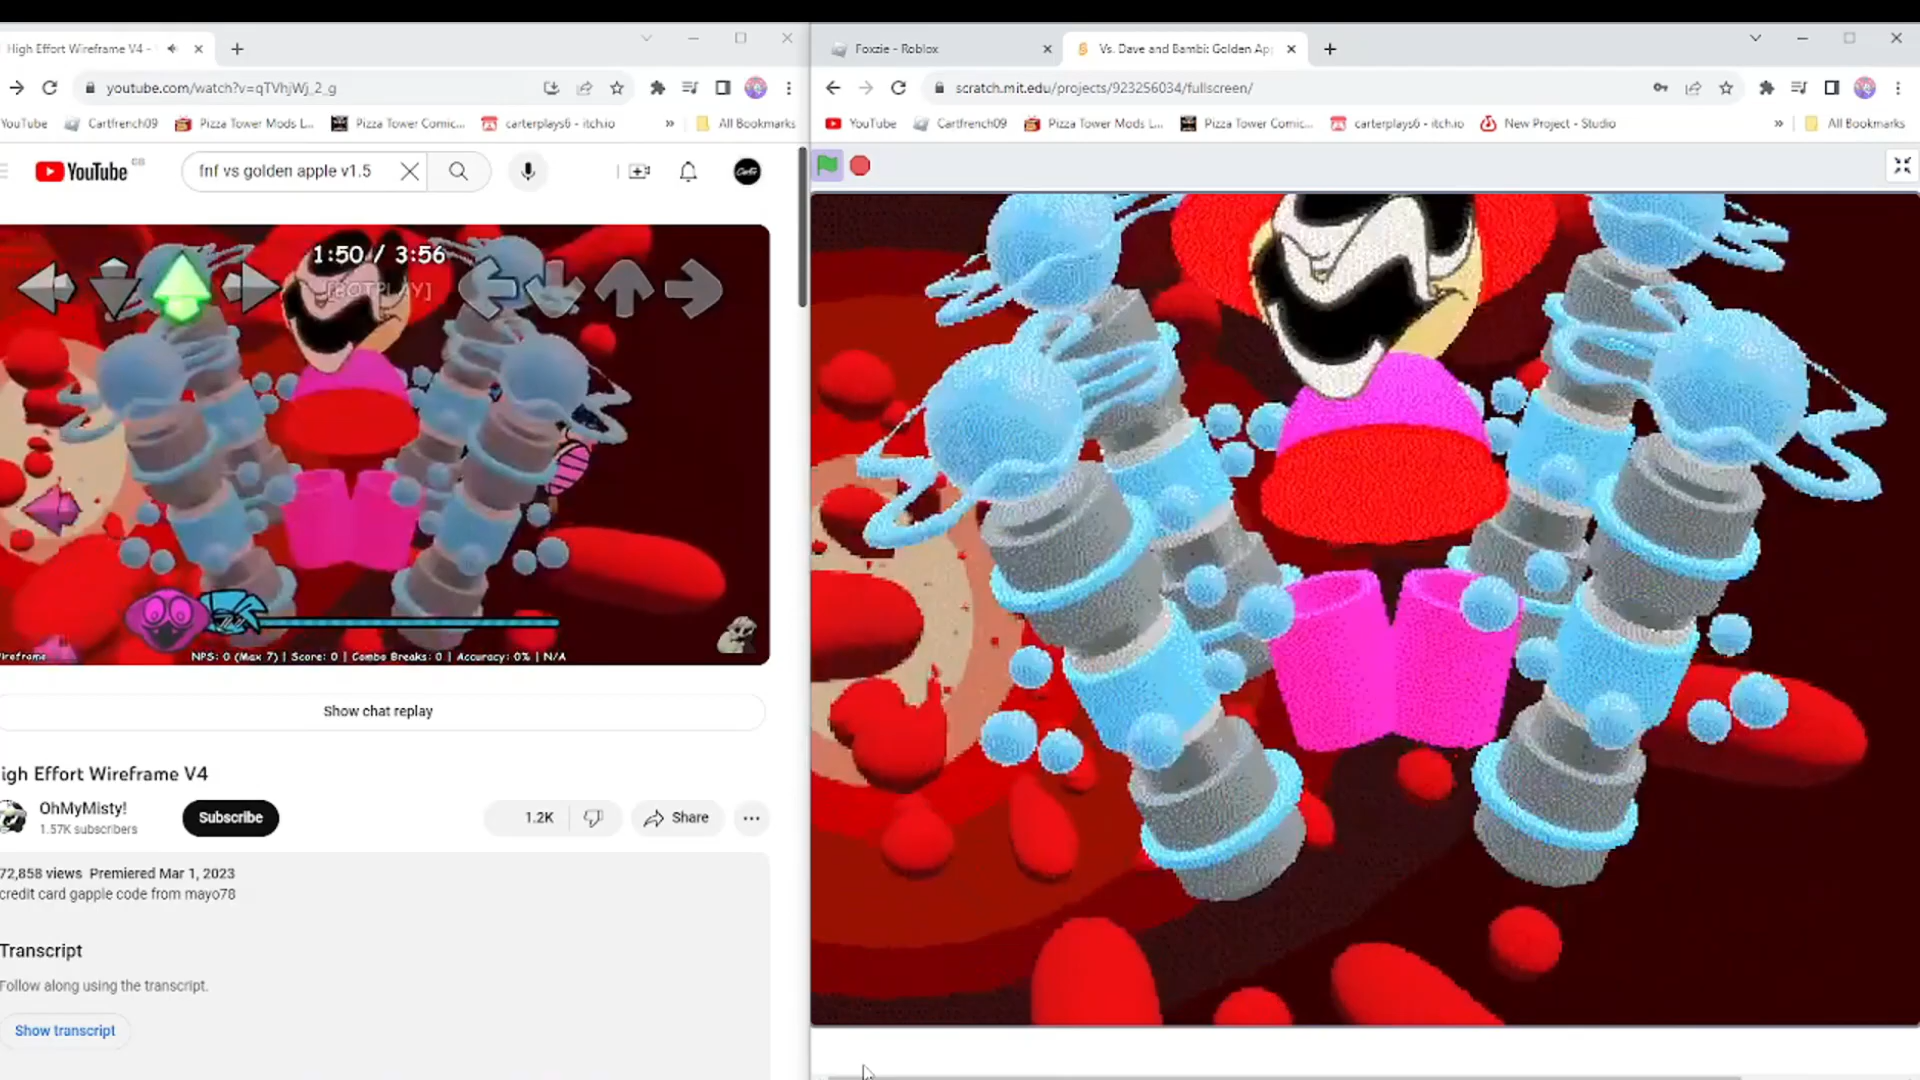 High Effort Wireframe V4 -
youtube.com/watch?v=qTVhjWj_2_g
YouTube
Cartfrench09
Pizza Tower Mods L...
Pizza Tower Comic...
carterplays6 - itch.io
»
All Bookmarks
YouTube GB
fnf vs golden apple v1.5
1:50 / 3:56
[BOTPLAY]
ireframe
NPS: 0 (Max 7) | Score: 0 | Combo Breaks: 0 | Accuracy: 0% | N/A
Show chat replay
igh Effort Wireframe V4
OhMyMisty!
1.57K subscribers
Subscribe
1.2K
Share
72,858 views Premiered Mar 1, 2023
credit card gapple code from mayo78
Transcript
Follow along using the transcript.
Show transcript
Foxzie - Roblox
Vs. Dave and Bambi: Golden Ap
scratch.mit.edu/projects/923256034/fullscreen/
YouTube
Cartfrench09
Pizza Tower Mods L...
Pizza Tower Comic...
carterplays6 - itch.io
New Project - Studio
»
All Bookmarks